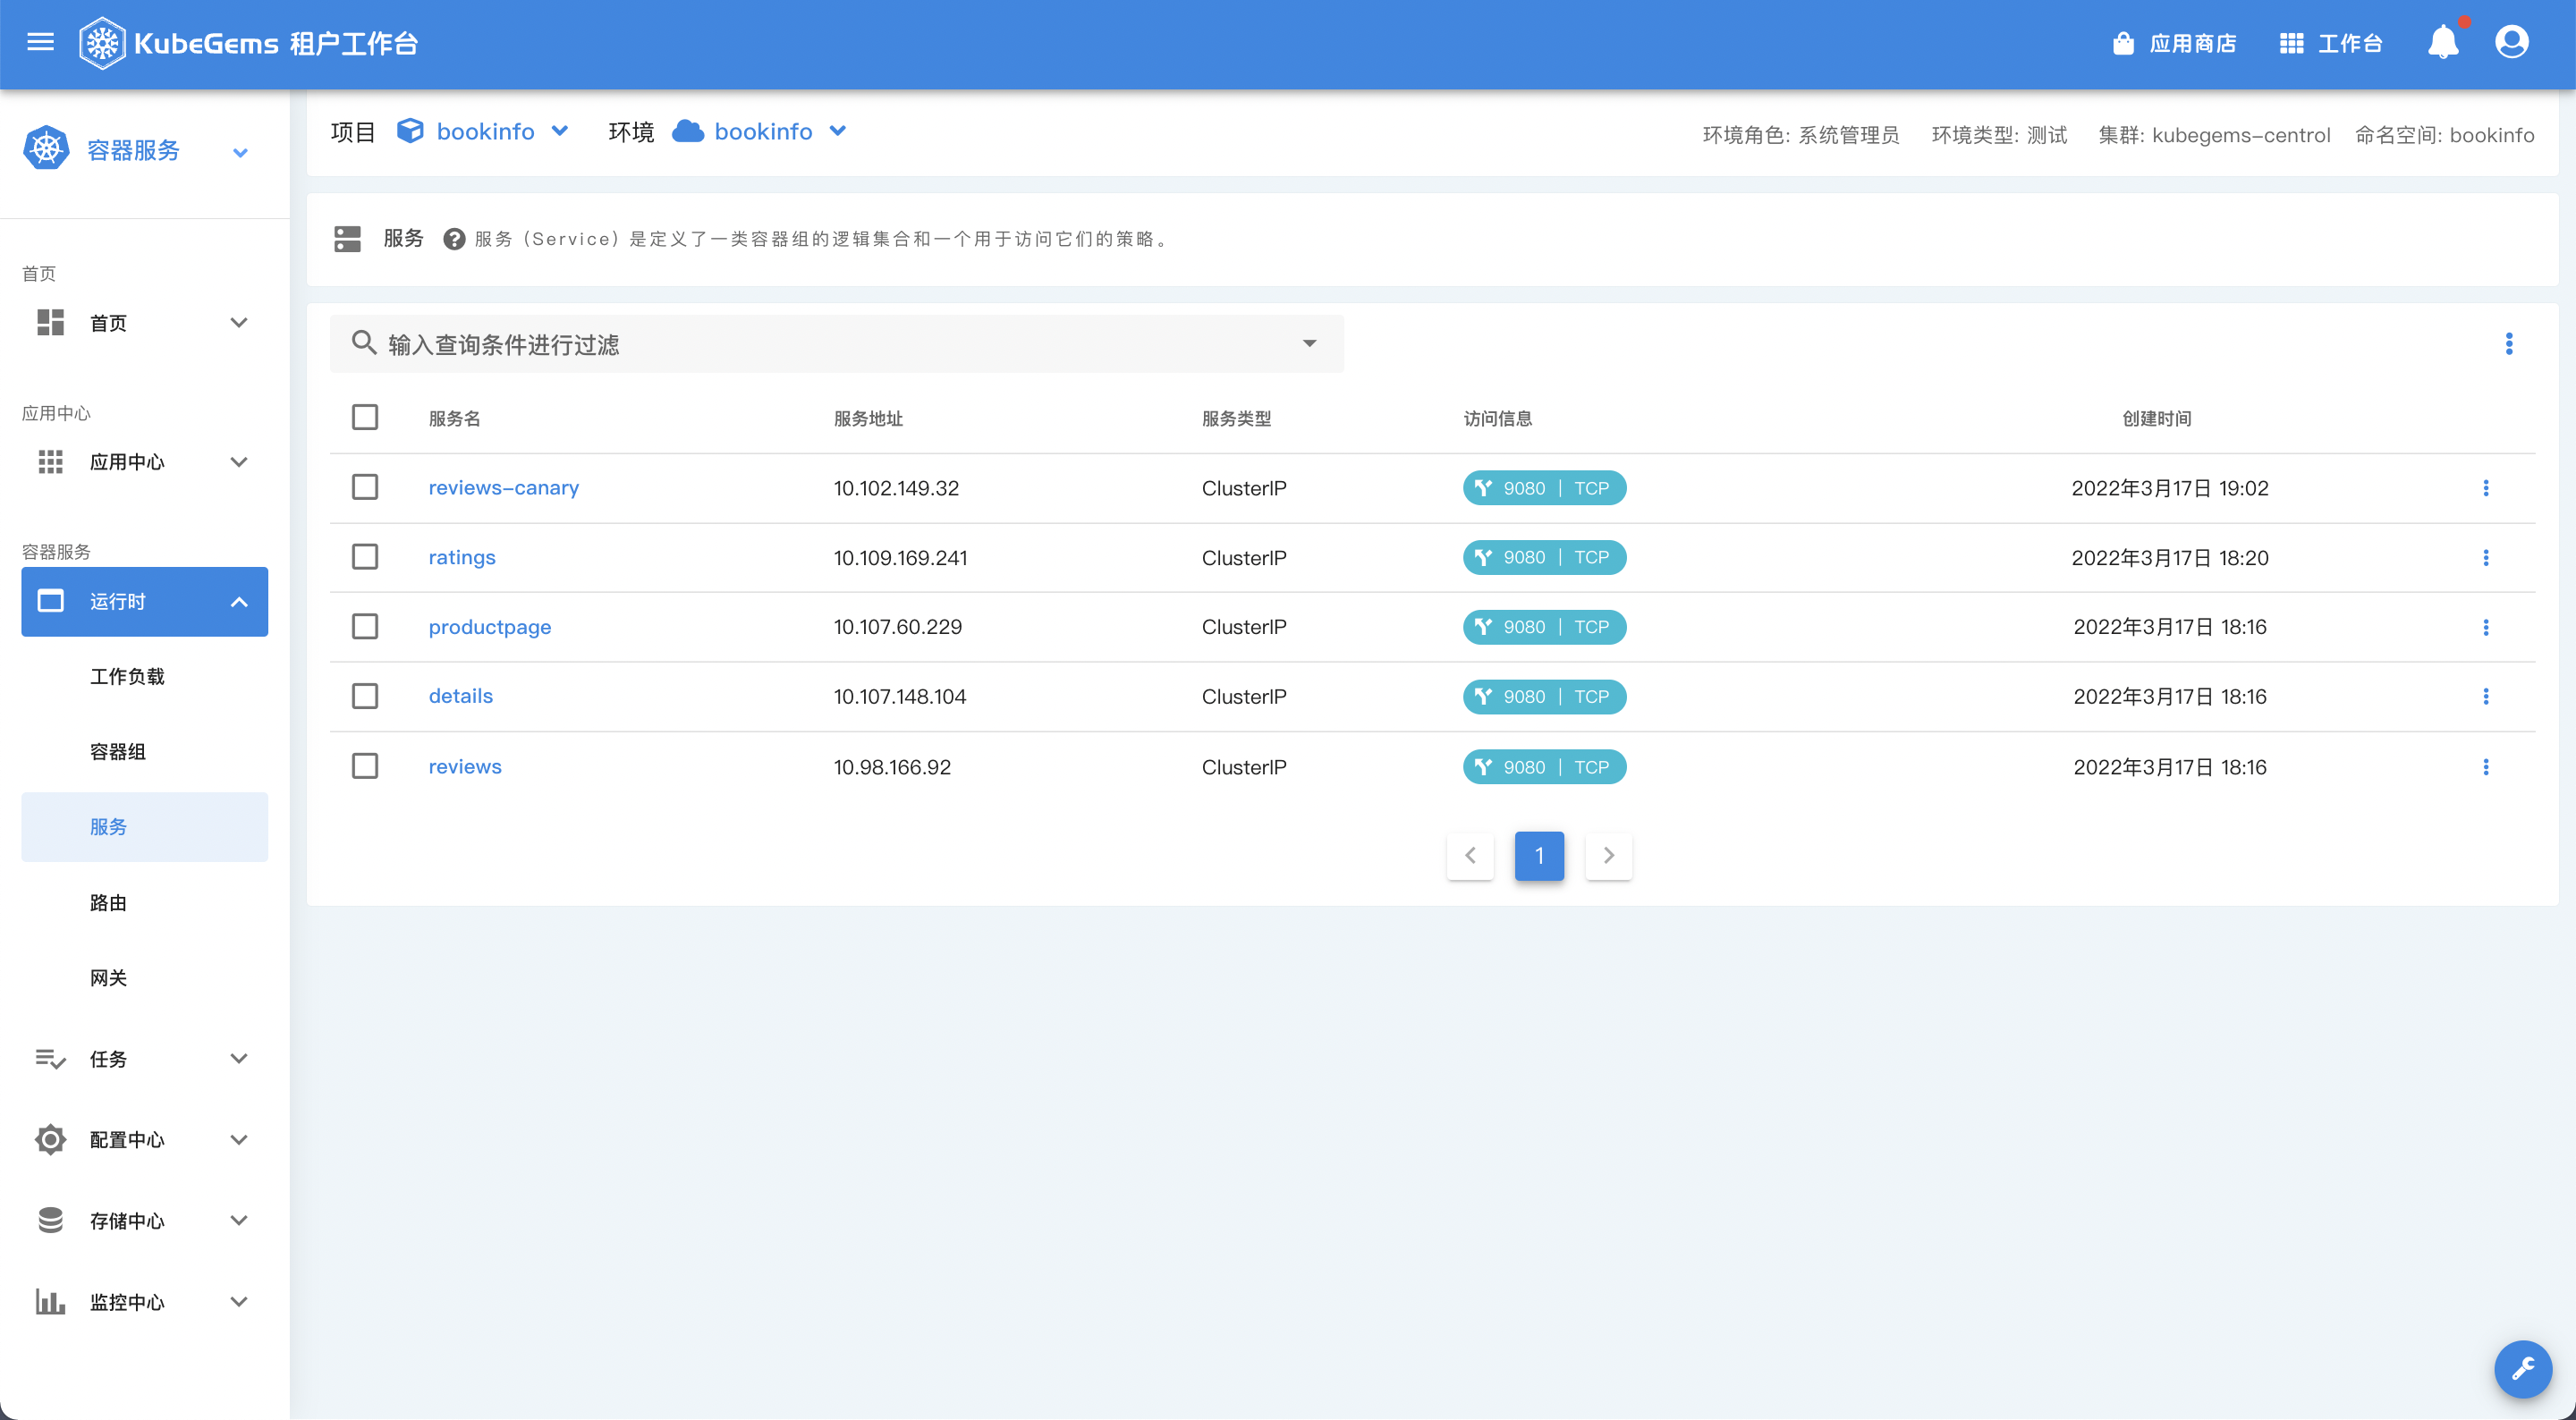 KubeGems 租户工作台
应用商店
工作台
容器服务
项目 bookinfo 环境 bookinfo
环境角色: 系统管理员 环境类型: 测试 集群: kubegems-central 命名空间: bookinfo
服务 服务（Service）是定义了一类容器组的逻辑集合和一个用于访问它们的策略。
首页
首页
应用中心
应用中心
容器服务
运行时
工作负载
容器组
服务
路由
网关
任务
配置中心
存储中心
监控中心
输入查询条件进行过滤
服务名 服务地址 服务类型 访问信息 创建时间
reviews-canary 10.102.149.32 ClusterIP 9080 | TCP 2022年3月17日 19:02
ratings 10.109.169.241 ClusterIP 9080 | TCP 2022年3月17日 18:20
productpage 10.107.60.229 ClusterIP 9080 | TCP 2022年3月17日 18:16
details 10.107.148.104 ClusterIP 9080 | TCP 2022年3月17日 18:16
reviews 10.98.166.92 ClusterIP 9080 | TCP 2022年3月17日 18:16
1